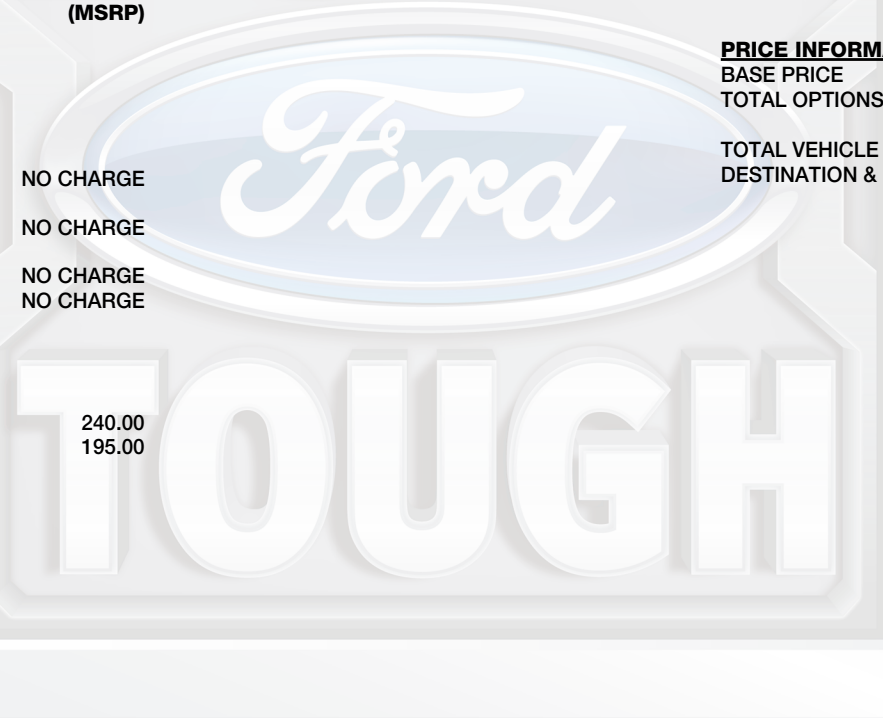 (MSRP)
NO CHARGE
NO CHARGE
NO CHARGE
NO CHARGE
240.00
195.00
PRICE INFORMA
BASE PRICE
TOTAL OPTIONS
TOTAL VEHICLE
DESTINATION &
Ford
TOUGH